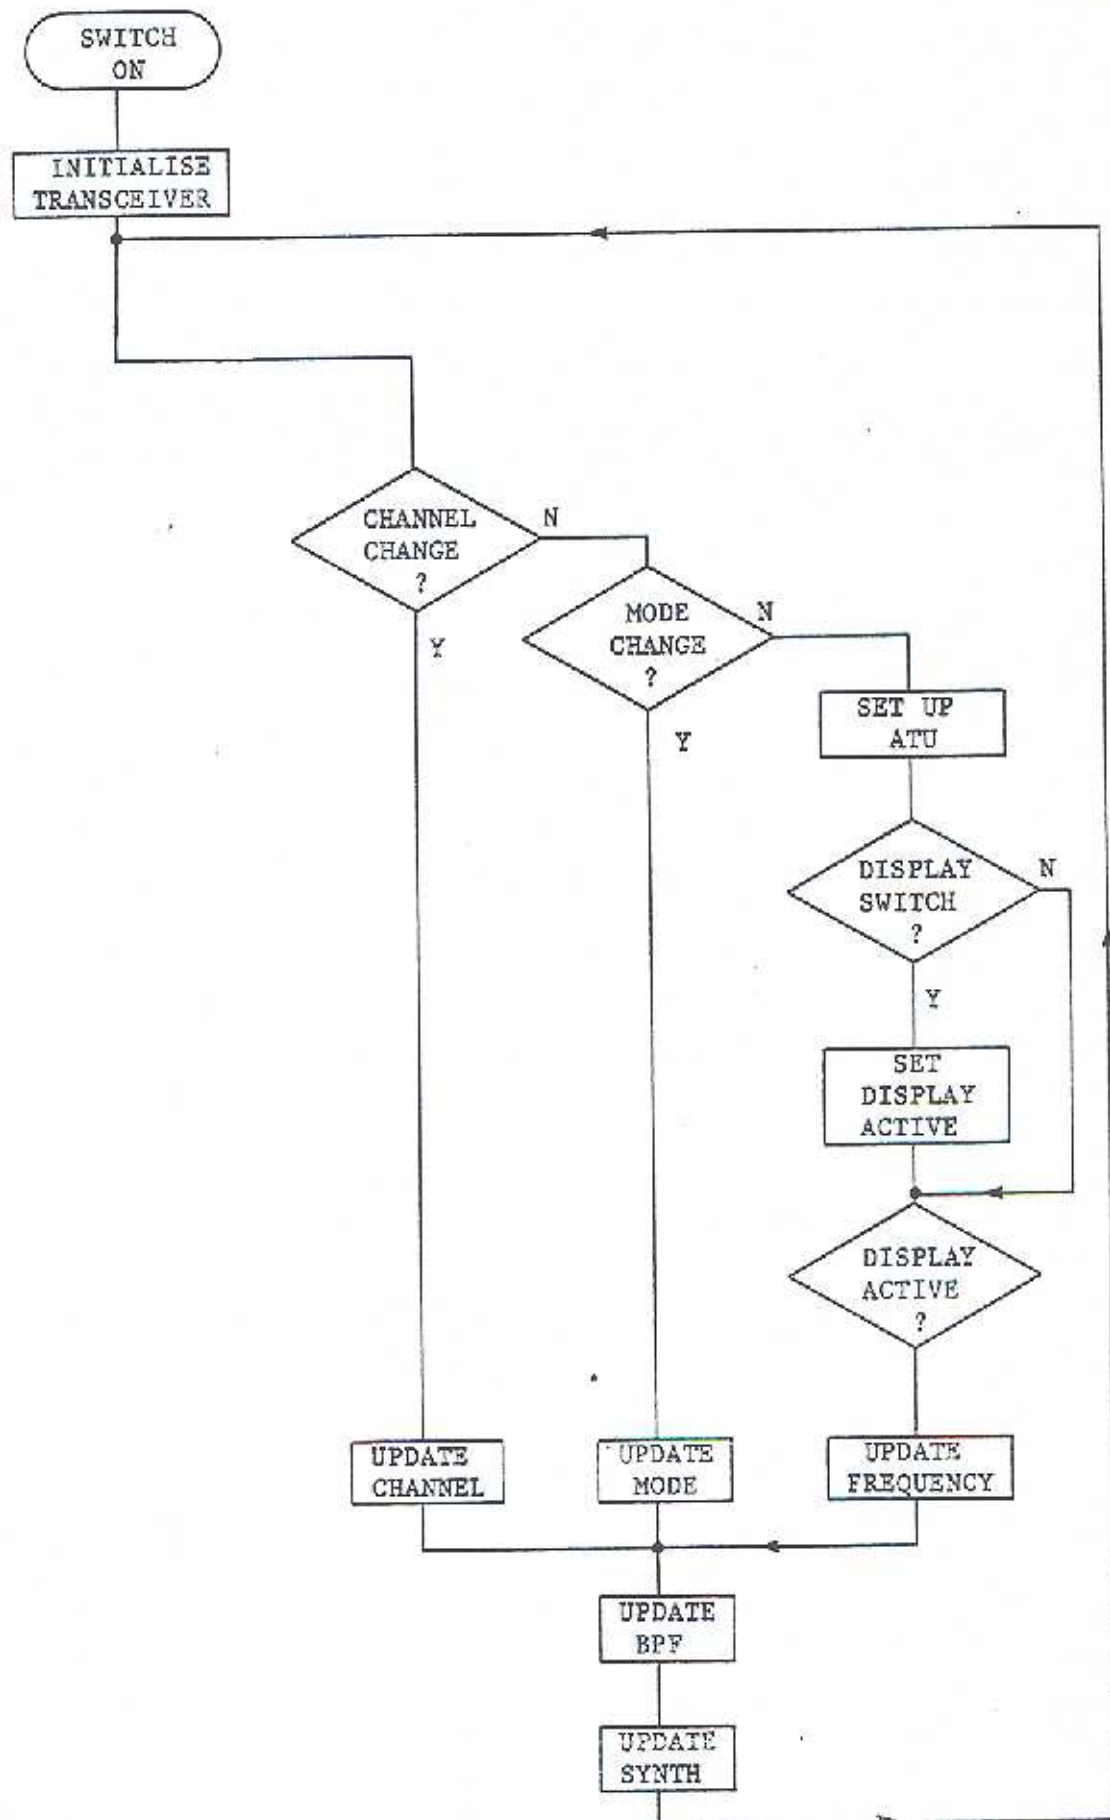 SWITCH
ON
INITIALISE
TRANSCEIVER
CHANNEL
CHANGE
?
N
Y
MODE
CHANGE
?
N
Y
SET UP
ATU
DISPLAY
SWITCH
?
N
Y
SET
DISPLAY
ACTIVE
DISPLAY
ACTIVE
?
UPDATE
CHANNEL
UPDATE
MODE
UPDATE
FREQUENCY
UPDATE
BPF
UPDATE
SYNTH